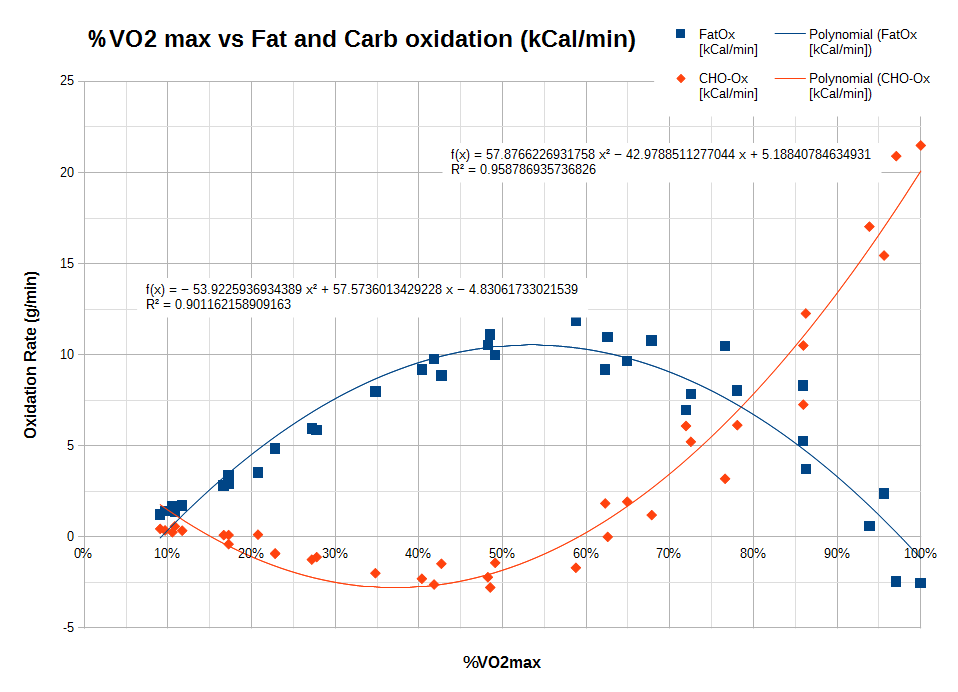 %VO2 max vs Fat and Carb oxidation (kCal/min)
FatOx
[kCal/min]
Polynomial (FatOx
[kCal/min])
CHO-Ox
[kCal/min]
Polynomial (CHO-Ox
[kCal/min])
25
20
15
10
5
0
-5
Oxidation Rate (g/min)
f(x) = 57.8766226931758 x² − 42.9788511277044 x + 5.18840784634931
R² = 0.958786935736826
f(x) = − 53.9225936934389 x² + 57.5736013429228 x − 4.83061733021539
R² = 0.901162158909163
0% 10% 20% 30% 40% 50% 60% 70% 80% 90% 100%
%VO2max